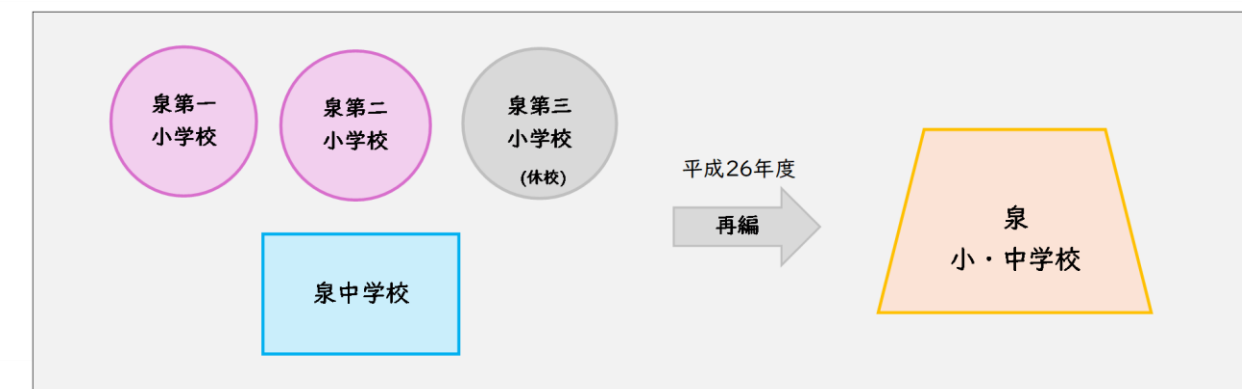 泉第一
小学校
泉第二
小学校
泉第三
小学校
(休校)
泉中学校
平成26年度
再編
泉
小・中学校